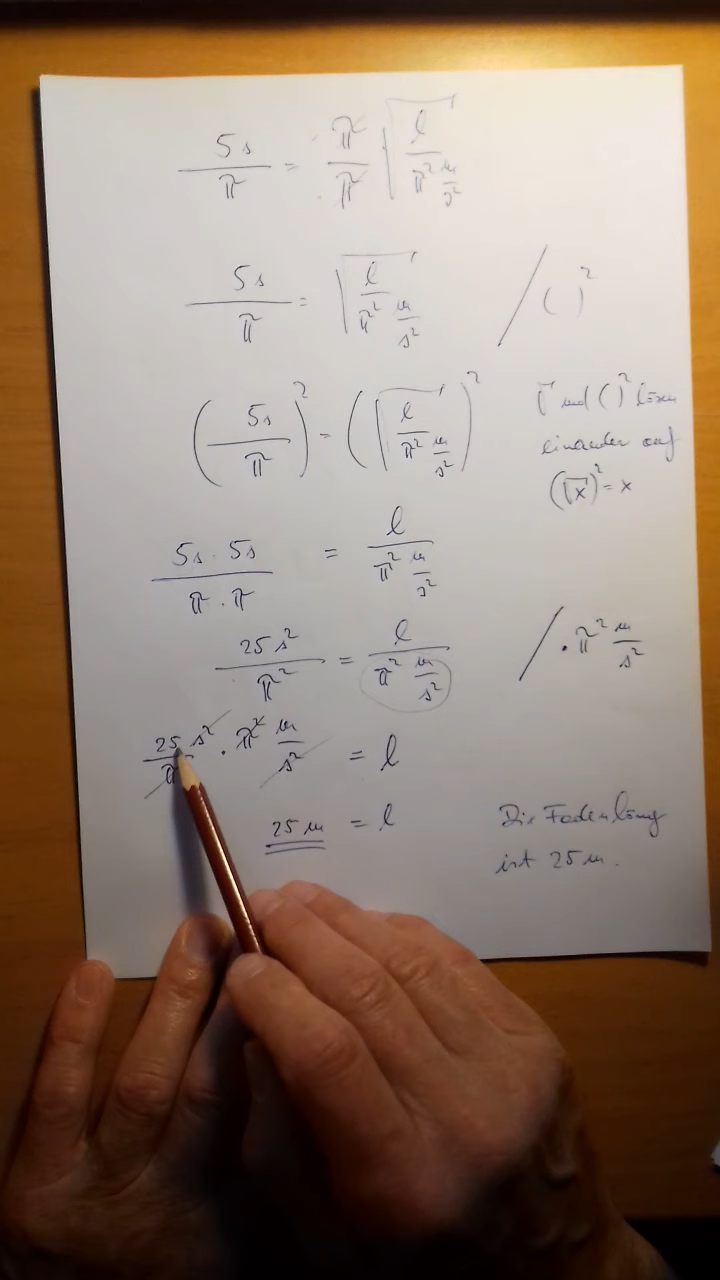 5s/π = π/π √(l/(π² m/s²))
5s/π = √(l/(π² m/s²)) / ( )²
(5s/π)² = (√(l/(π² m/s²)))² √ und ( )² lösen
einander auf
(√x)² = x
5s · 5s / π · π = l/(π² m/s²)
25 s²/π² = l/(π² m/s²) / · π² m/s²
25 s²/π² · π² m/s² = l
25 m = l Die Fadenlänge
ist 25 m.